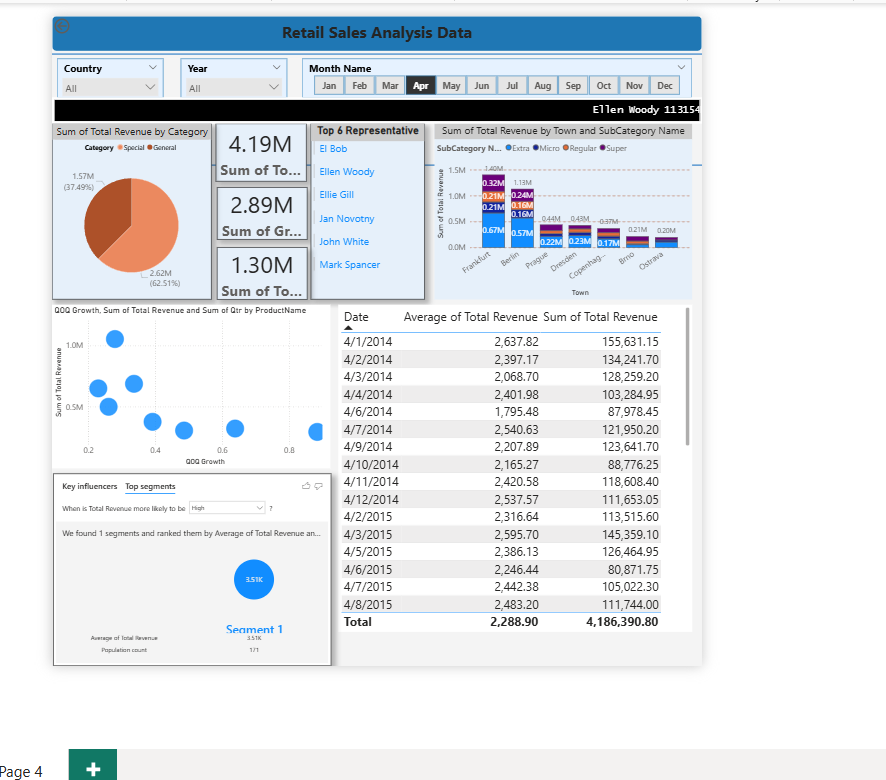 Retail Sales Analysis Data
Country
All
Year
All
Month Name
Jan Feb Mar Apr May Jun Jul Aug Sep Oct Nov Dec
Ellen Woody 113154
Sum of Total Revenue by Category
Category Special General
1.57M
(37.49%)
2.62M
(62.51%)
4.19M
Sum of To...
2.89M
Sum of Gr...
1.30M
Sum of To...
Top 6 Representative
El Bob
Ellen Woody
Ellie Gill
Jan Novotny
John White
Mark Spancer
Sum of Total Revenue by Town and SubCategory Name
SubCategory N... Extra Micro Regular Super
Sum of Total Revenue
1.5M
1.0M
0.5M
0.0M
1.40M
0.32M
0.21M
0.21M
0.67M
1.13M
0.24M
0.16M
0.16M
0.57M
0.44M
0.22M
0.43M
0.23M
0.37M
0.17M
0.21M
0.20M
Frankfurt
Berlin
Prague
Dresden
Copenhag...
Brno
Ostrava
Town
QOQ Growth, Sum of Total Revenue and Sum of Qtr by ProductName
Sum of Total Revenue
1.0M
0.5M
0.2 0.4 0.6 0.8
QOQ Growth
Key influencers Top segments
When is Total Revenue more likely to be High ?
We found 1 segments and ranked them by Average of Total Revenue an...
3.51K
Segment 1
Average of Total Revenue 3.51K
Population count 171
Date Average of Total Revenue Sum of Total Revenue
4/1/2014 2,637.82 155,631.15
4/2/2014 2,397.17 134,241.70
4/3/2014 2,068.70 128,259.20
4/4/2014 2,401.98 103,284.95
4/6/2014 1,795.48 87,978.45
4/7/2014 2,540.63 121,950.20
4/9/2014 2,207.89 123,641.70
4/10/2014 2,165.27 88,776.25
4/11/2014 2,420.58 118,608.40
4/12/2014 2,537.57 111,653.05
4/2/2015 2,316.64 113,515.60
4/3/2015 2,595.70 145,359.10
4/5/2015 2,386.13 126,464.95
4/6/2015 2,246.44 80,871.75
4/7/2015 2,442.38 105,022.30
4/8/2015 2,483.20 111,744.00
Total 2,288.90 4,186,390.80
Page 4
+